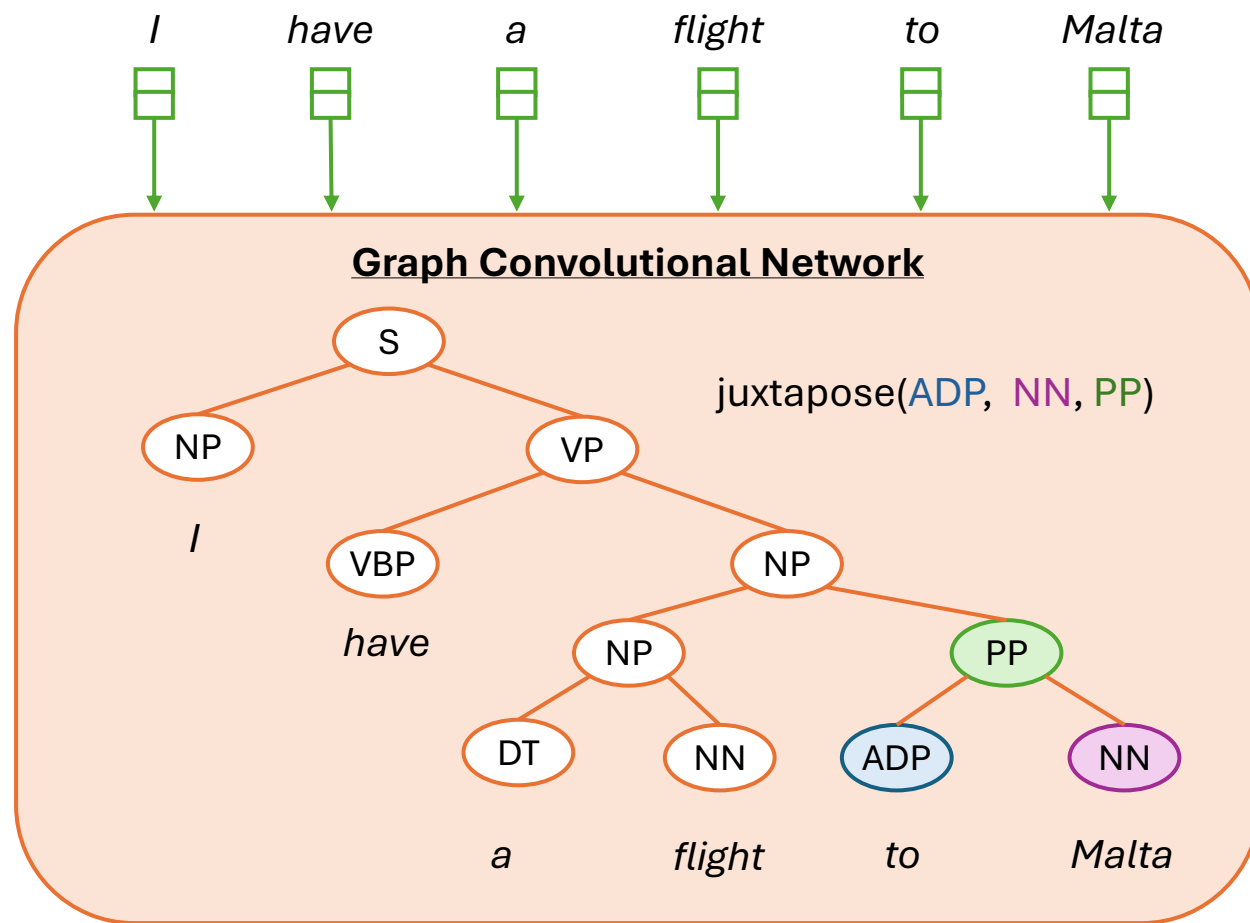 I have a flight to Malta
Graph Convolutional Network
S
juxtapose(ADP, NN, PP)
NP VP
I
VBP NP
have
NP PP
DT NN ADP NN
a flight to Malta